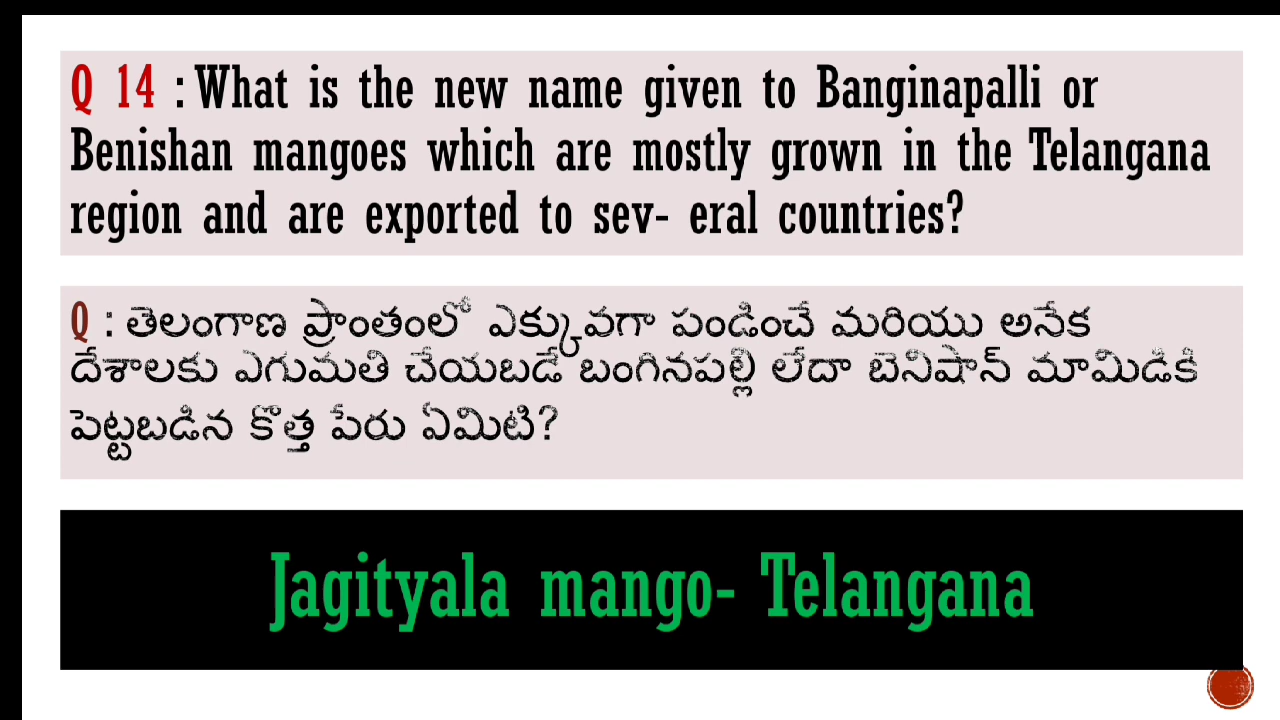 Q 14 : What is the new name given to Banginapalli or
Benishan mangoes which are mostly grown in the Telangana
region and are exported to sev- eral countries?
Q : తెలంగాణ ప్రాంతంలో ఎక్కువగా పండించే మరియు అనేక
దేశాలకు ఎగుమతి చేయబడే బంగినపల్లి లేదా బెనిషాన్ మామిడికి
పెట్టబడిన కొత్త పేరు ఏమిటి?
Jagityala mango- Telangana